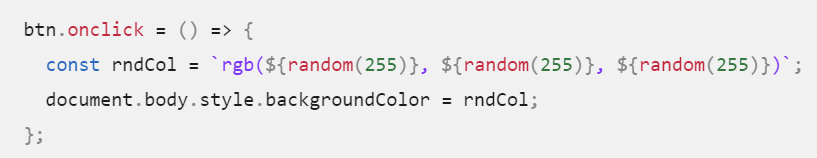 btn.onclick = () => {
  const rndCol = `rgb(${random(255)}, ${random(255)}, ${random(255)})`;
  document.body.style.backgroundColor = rndCol;
};